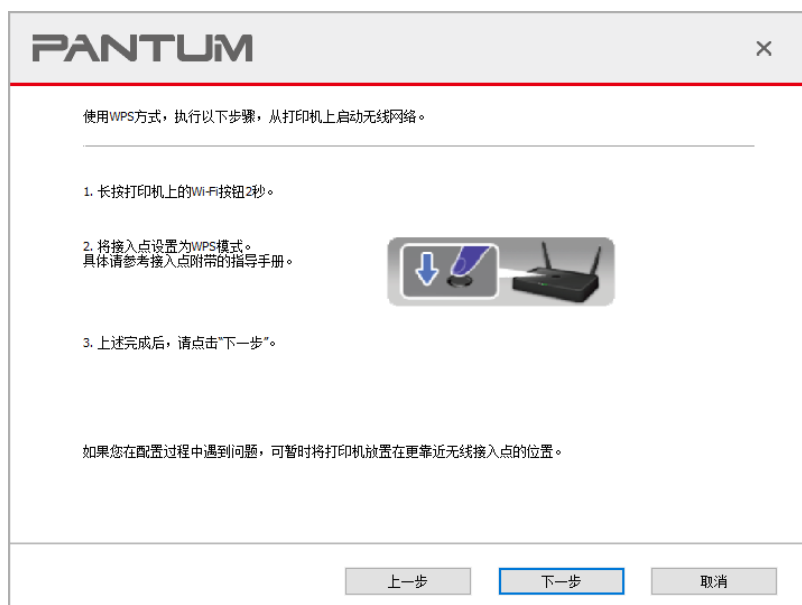 PANTUM
使用WPS方式，执行以下步骤，从打印机上启动无线网络。
1. 长按打印机上的Wi-Fi按钮2秒。
2. 将接入点设置为WPS模式。
具体请参考接入点附带的指导手册。
3. 上述完成后，请点击“下一步”。
如果您在配置过程中遇到问题，可暂时将打印机放置在更靠近无线接入点的位置。
上一步
下一步
取消